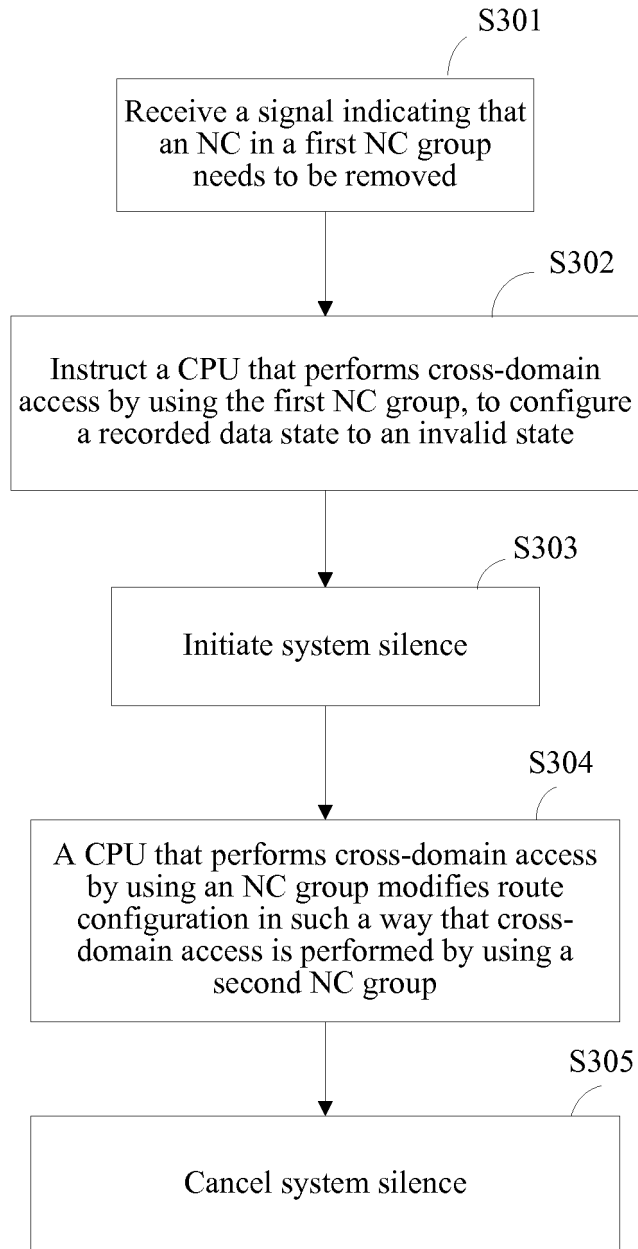 S301
Receive a signal indicating that
an NC in a first NC group
needs to be removed
S302
Instruct a CPU that performs cross-domain
access by using the first NC group, to configure
a recorded data state to an invalid state
S303
Initiate system silence
S304
A CPU that performs cross-domain access
by using an NC group modifies route
configuration in such a way that cross-
domain access is performed by using a
second NC group
S305
Cancel system silence